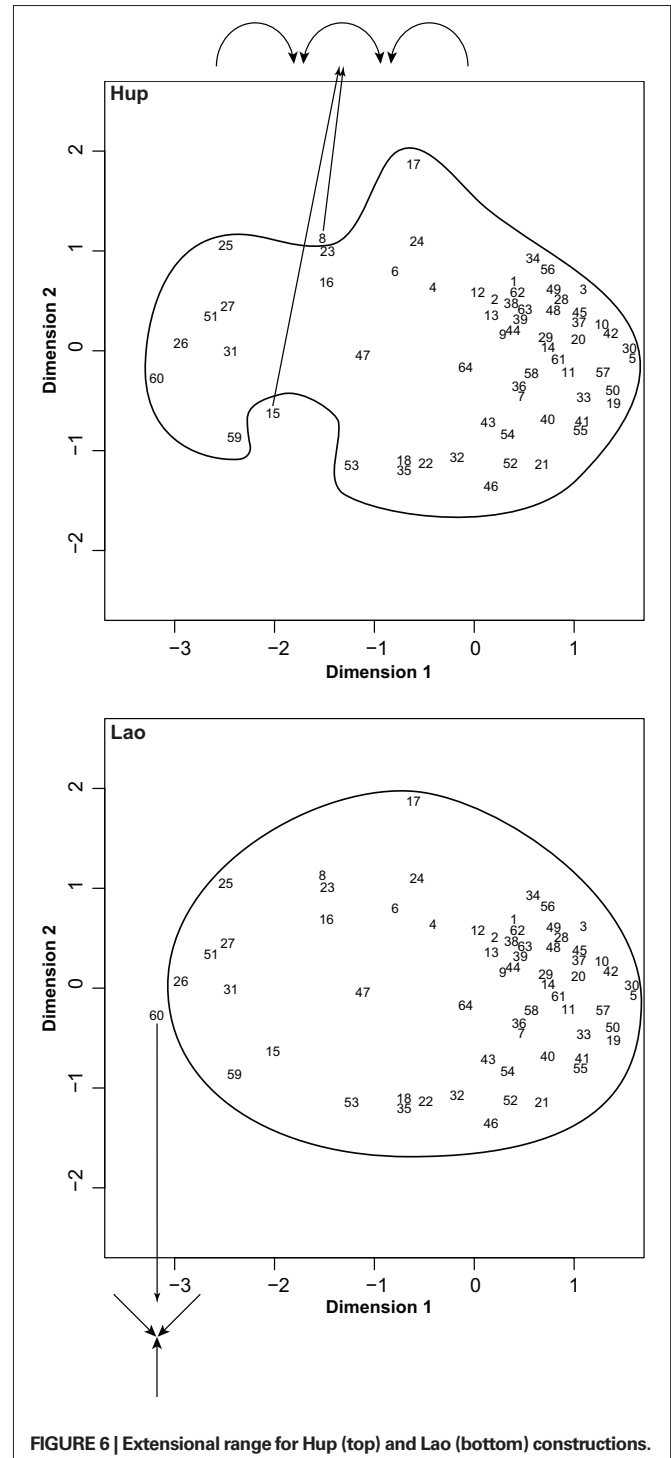 Hup
17
25 8 24
23
34
56
6
16 4 1 49 3
12 62 28
2 38
27 13 63 48 45
51 39 37 10
9 44 42
26 29 20
31 47 14 30
61 5
64
60 58 11 57
36
7 33 40
19
15
43 40 41
59 54 55
53 18 22 32 52 21
35
46
2
1
0
−1
−2
Dimension 2
−3 −2 −1 0 1
Dimension 1
Lao
17
25 8 24
23
34
56
6
16 4 1 49 3
12 62 28
2 38
27 13 63 48 45
51 39 37 10
9 44 42
26 29 20
31 47 14 30
61 5
64
60 58 11 57
36
7 33 50
19
15
43 40 41
59 54 55
53 18 22 32 52 21
35
46
2
1
0
−1
−2
Dimension 2
−3 −2 −1 0 1
Dimension 1
FIGURE 6 | Extensional range for Hup (top) and Lao (bottom) constructions.